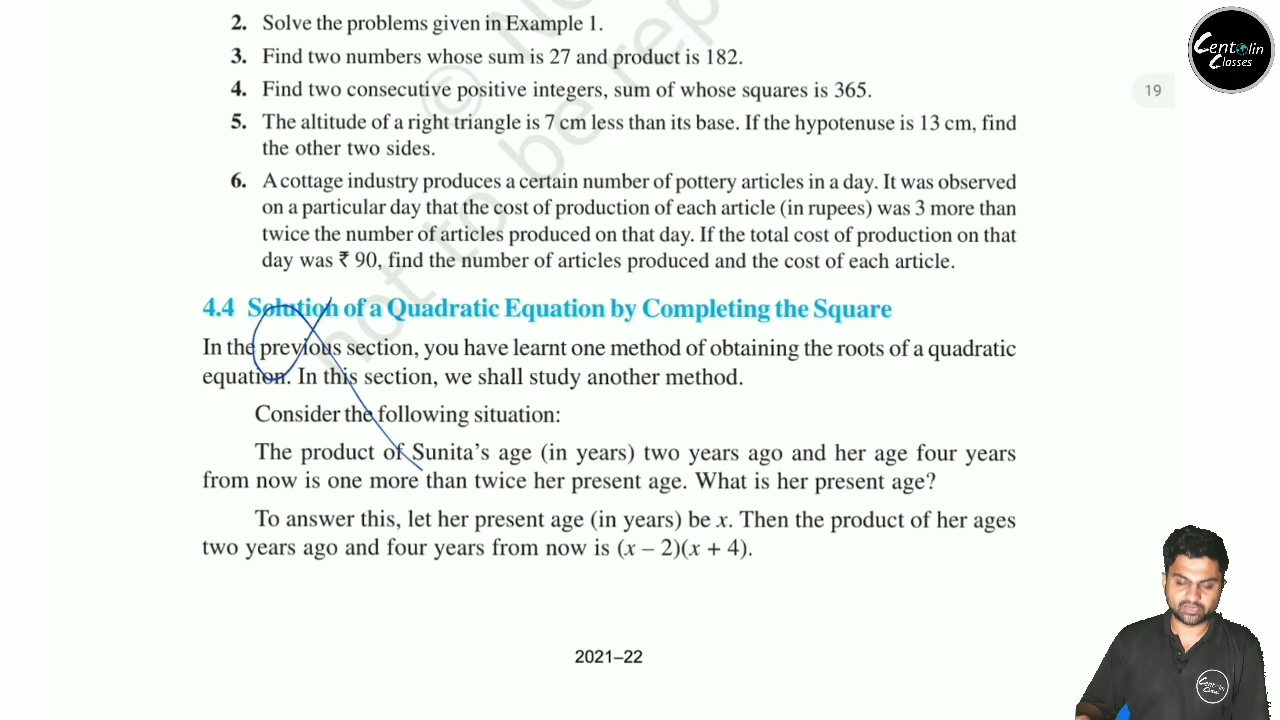 2. Solve the problems given in Example 1.
3. Find two numbers whose sum is 27 and product is 182.
4. Find two consecutive positive integers, sum of whose squares is 365.
5. The altitude of a right triangle is 7 cm less than its base. If the hypotenuse is 13 cm, find
the other two sides.
6. A cottage industry produces a certain number of pottery articles in a day. It was observed
on a particular day that the cost of production of each article (in rupees) was 3 more than
twice the number of articles produced on that day. If the total cost of production on that
day was ₹ 90, find the number of articles produced and the cost of each article.
4.4 Solution of a Quadratic Equation by Completing the Square
In the previous section, you have learnt one method of obtaining the roots of a quadratic
equation. In this section, we shall study another method.
Consider the following situation:
The product of Sunita’s age (in years) two years ago and her age four years
from now is one more than twice her present age. What is her present age?
To answer this, let her present age (in years) be x. Then the product of her ages
two years ago and four years from now is (x – 2)(x + 4).
2021–22
19
Centolin
Classes
not to be rep
© N
Centolin